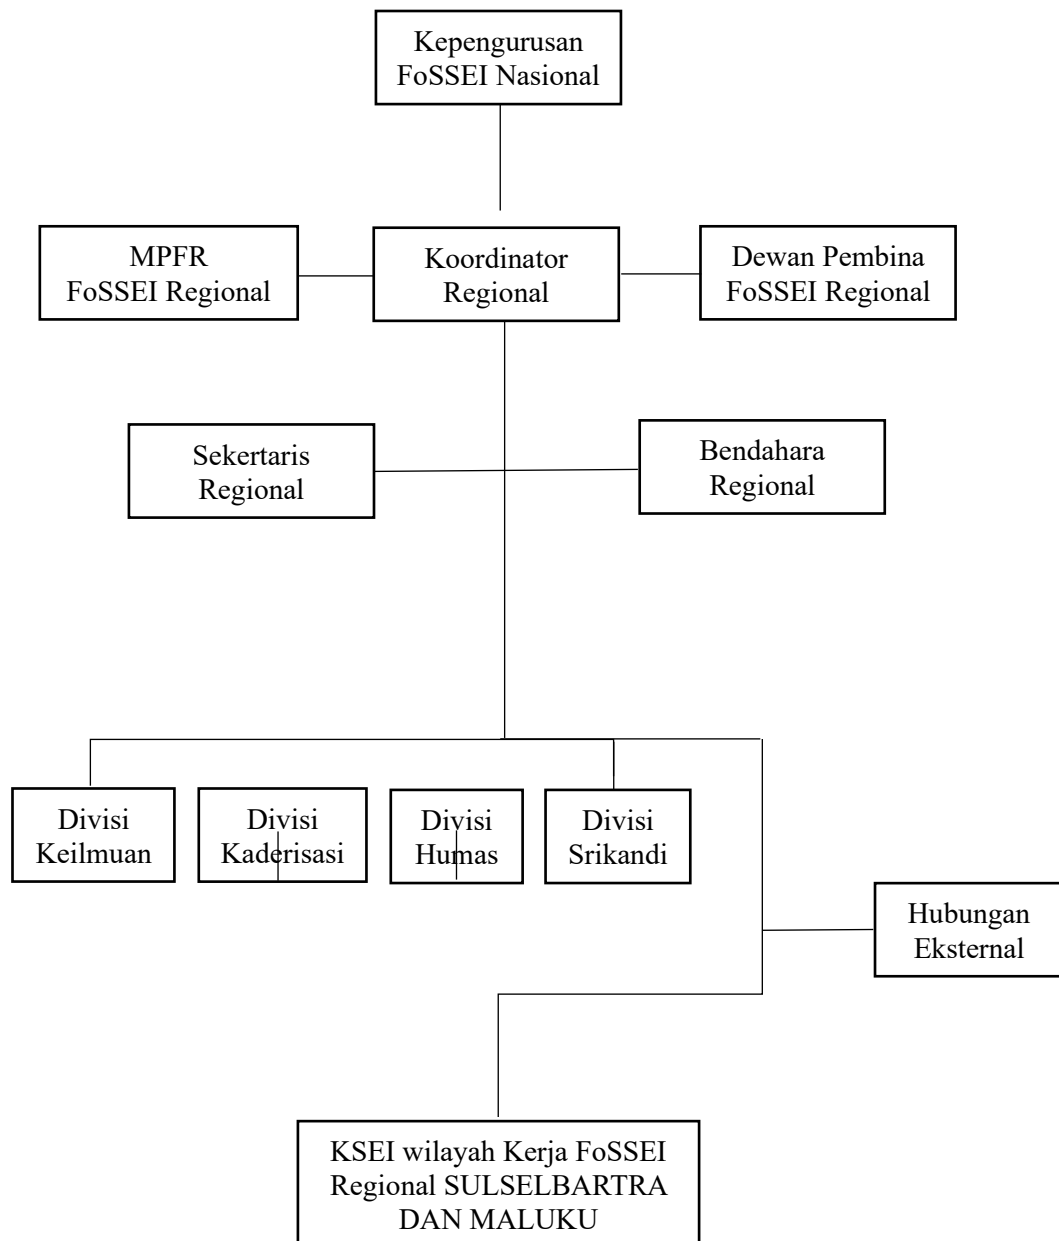 Kepengurusan
FoSSEI Nasional
MPFR
FoSSEI Regional
Koordinator
Regional
Dewan Pembina
FoSSEI Regional
Sekertaris
Regional
Bendahara
Regional
Divisi
Keilmuan
Divisi
Kaderisasi
Divisi
Humas
Divisi
Srikandi
Hubungan
Eksternal
KSEI wilayah Kerja FoSSEI
Regional SULSELBARTRA
DAN MALUKU